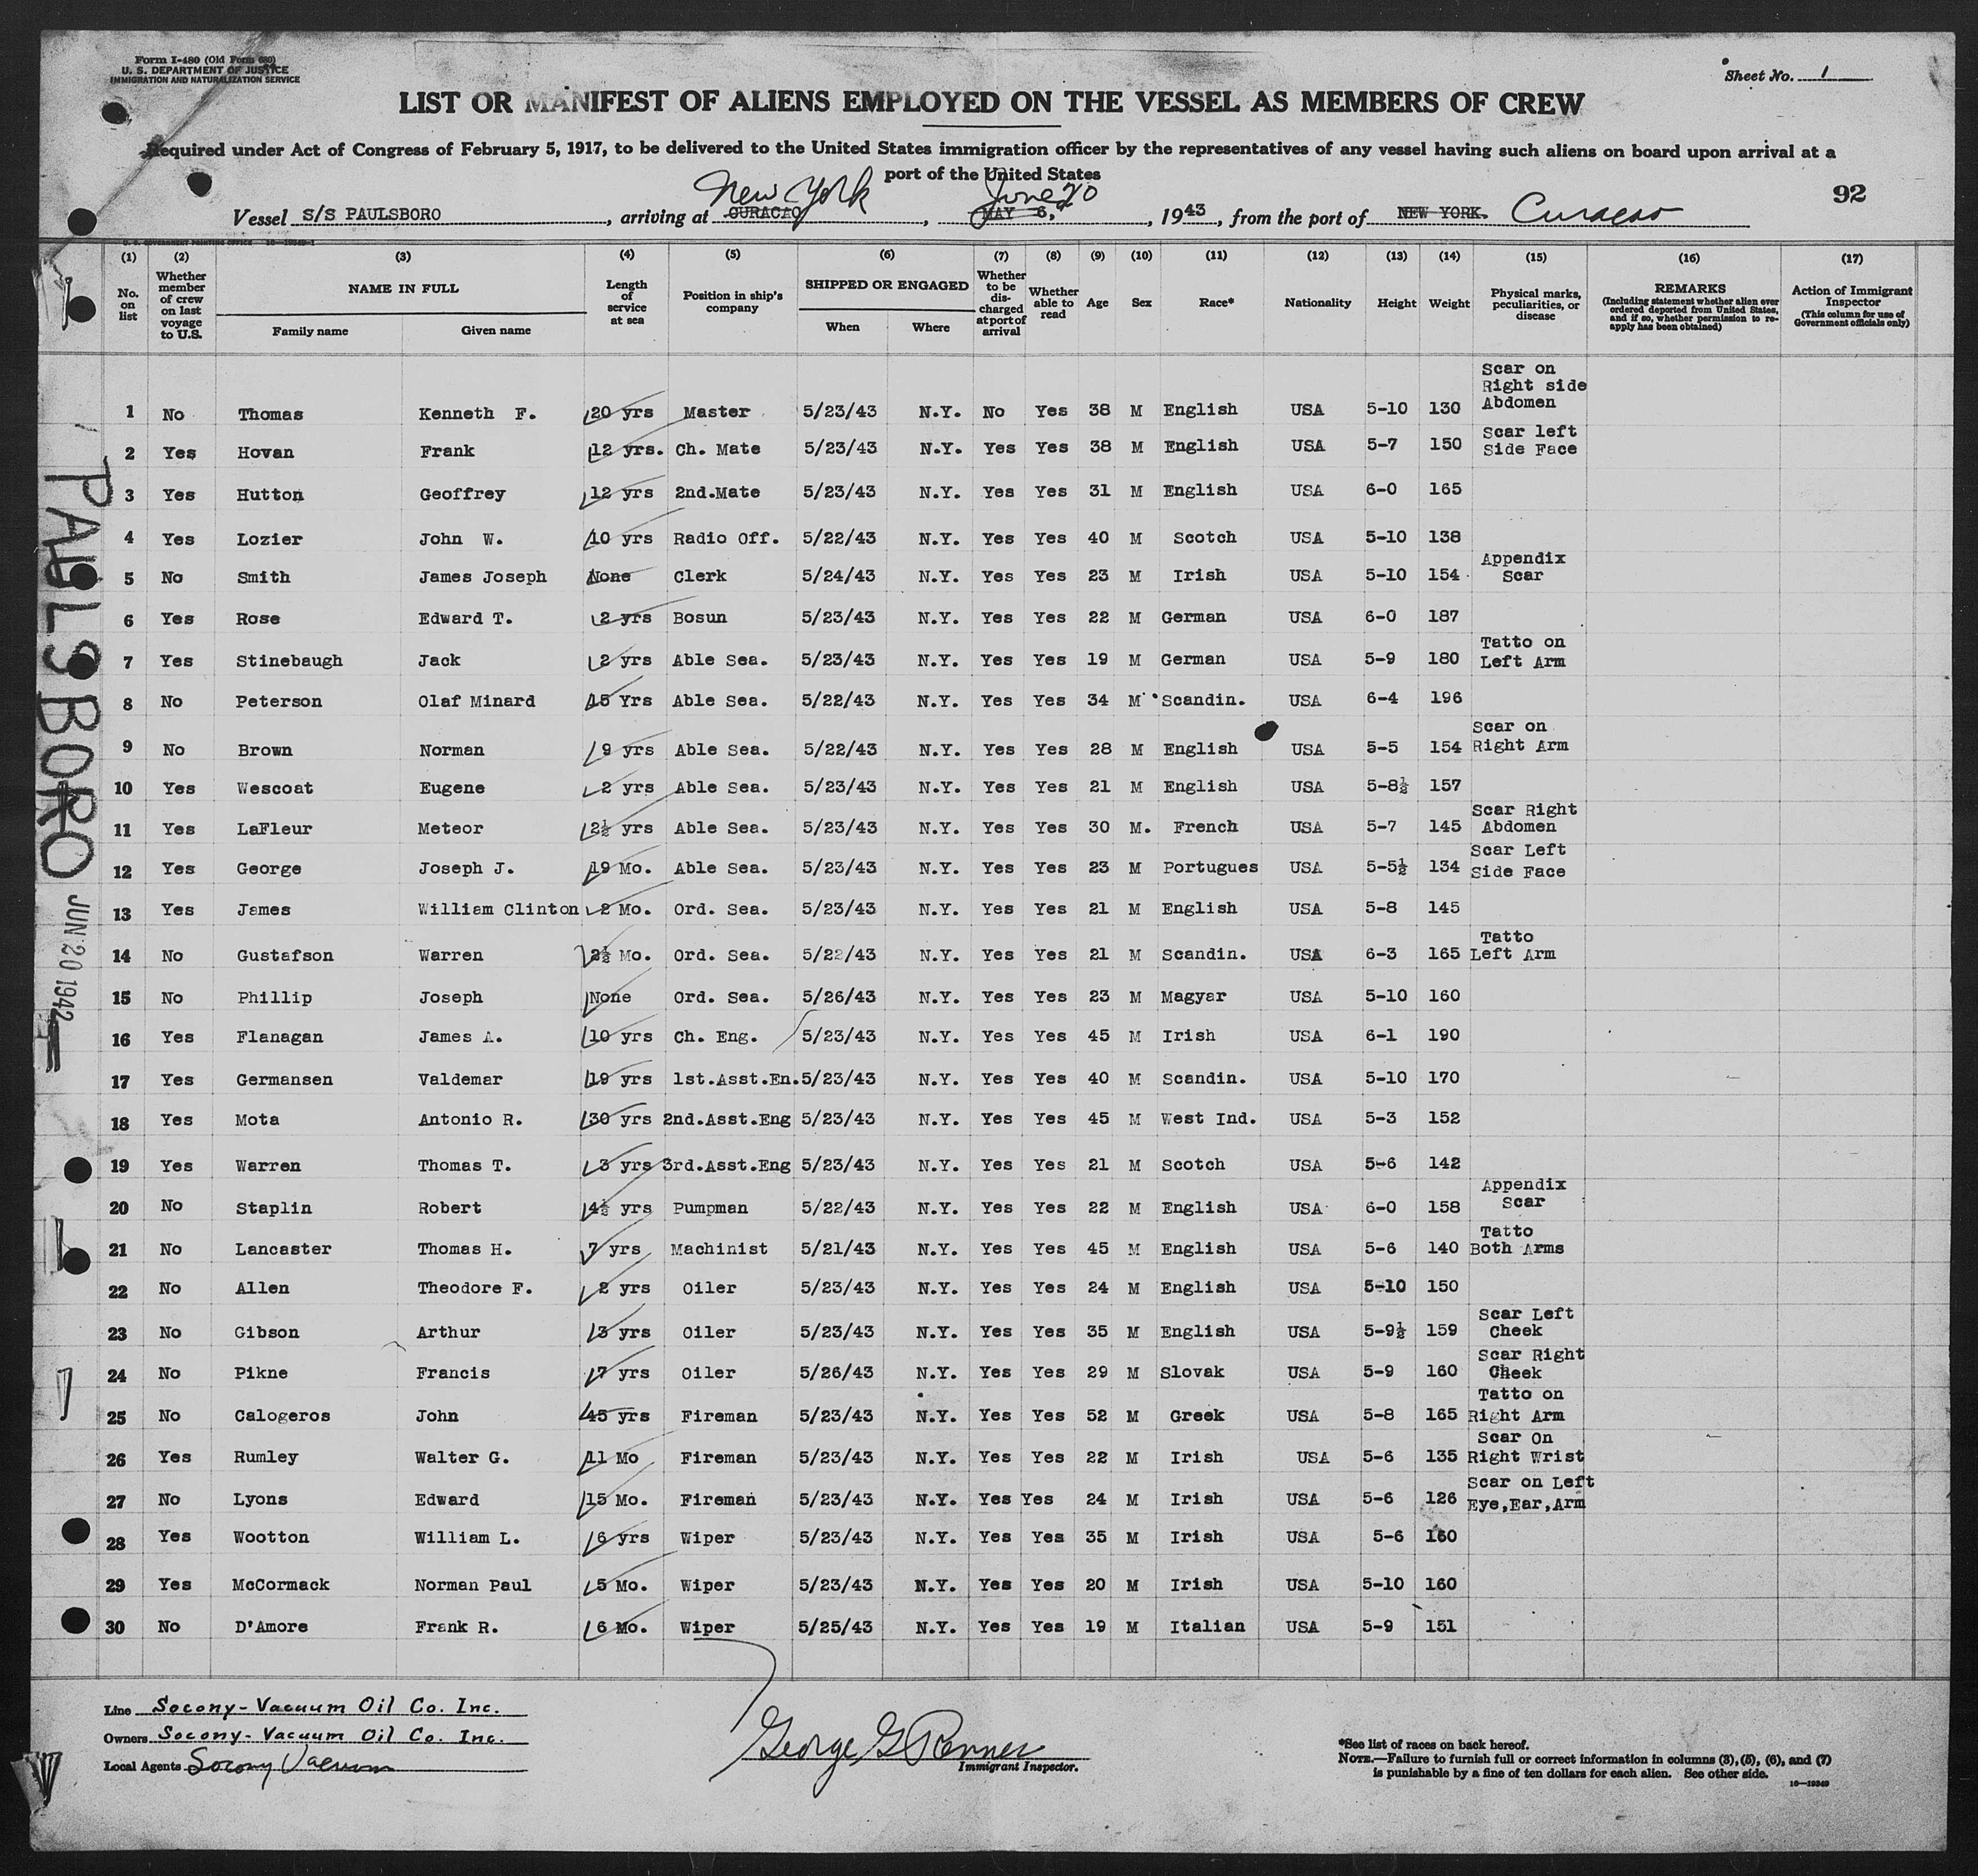 Form I-480 (Old Form 680)
U. S. DEPARTMENT OF JUSTICE
IMMIGRATION AND NATURALIZATION SERVICE
Sheet No. 1
LIST OR MANIFEST OF ALIENS EMPLOYED ON THE VESSEL AS MEMBERS OF CREW
Required under Act of Congress of February 5, 1917, to be delivered to the United States immigration officer by the representatives of any vessel having such aliens on board upon arrival at a
port of the United States
92
New York June 20
Vessel S/S PAULSBORO, arriving at CURACAO, MAY 6, 1943, from the port of NEW YORK. Curacao
U. S. GOVERNMENT PRINTING OFFICE 16-19349-1
(1) (2) (3) (4) (5) (6) (7) (8) (9) (10) (11) (12) (13) (14) (15) (16) (17)
No. on list
Whether member of crew on last voyage to U.S.
NAME IN FULL
Family name Given name
Length of service at sea
Position in ship's company
SHIPPED OR ENGAGED
When Where
Whether to be discharged at port of arrival
Whether able to read
Age
Sex
Race*
Nationality
Height
Weight
Physical marks, peculiarities, or disease
REMARKS
(Including statement whether alien ever ordered deported from United States, and if so, whether permission to re-apply has been obtained)
Action of Immigrant Inspector
(This column for use of Government officials only)
1 No Thomas Kenneth F. 20 yrs Master 5/23/43 N.Y. No Yes 38 M English USA 5-10 130 Scar on Right side Abdomen
2 Yes Hovan Frank 12 yrs. Ch. Mate 5/23/43 N.Y. Yes Yes 38 M English USA 5-7 150 Scar left Side Face
3 Yes Hutton Geoffrey 12 yrs 2nd.Mate 5/23/43 N.Y. Yes Yes 31 M English USA 6-0 165
4 Yes Lozier John W. 10 yrs Radio Off. 5/22/43 N.Y. Yes Yes 40 M Scotch USA 5-10 138
5 No Smith James Joseph None Clerk 5/24/43 N.Y. Yes Yes 23 M Irish USA 5-10 154 Appendix Scar
6 Yes Rose Edward T. 2 yrs Bosun 5/23/43 N.Y. Yes Yes 22 M German USA 6-0 187
7 Yes Stinebaugh Jack 2 yrs Able Sea. 5/23/43 N.Y. Yes Yes 19 M German USA 5-9 180 Tatto on Left Arm
8 No Peterson Olaf Minard 15 Yrs Able Sea. 5/22/43 N.Y. Yes Yes 34 M Scandin. USA 6-4 196
9 No Brown Norman 9 yrs Able Sea. 5/22/43 N.Y. Yes Yes 28 M English USA 5-5 154 Scar on Right Arm
10 Yes Wescoat Eugene 2 yrs Able Sea. 5/23/43 N.Y. Yes Yes 21 M English USA 5-8½ 157
11 Yes LaFleur Meteor 2½ yrs Able Sea. 5/23/43 N.Y. Yes Yes 30 M. French USA 5-7 145 Scar Right Abdomen
12 Yes George Joseph J. 19 Mo. Able Sea. 5/23/43 N.Y. Yes Yes 23 M Portugues USA 5-5½ 134 Scar Left Side Face
13 Yes James William Clinton 2 Mo. Ord. Sea. 5/23/43 N.Y. Yes Yes 21 M English USA 5-8 145
14 No Gustafson Warren 2½ Mo. Ord. Sea. 5/22/43 N.Y. Yes Yes 21 M Scandin. USA 6-3 165 Tatto Left Arm
15 No Phillip Joseph None Ord. Sea. 5/26/43 N.Y. Yes Yes 23 M Magyar USA 5-10 160
16 Yes Flanagan James A. 10 yrs Ch. Eng. 5/23/43 N.Y. Yes Yes 45 M Irish USA 6-1 190
17 Yes Germansen Valdemar 19 yrs 1st.Asst.En. 5/23/43 N.Y. Yes Yes 40 M Scandin. USA 5-10 170
18 Yes Mota Antonio R. 30 yrs 2nd.Asst.Eng 5/23/43 N.Y. Yes Yes 45 M West Ind. USA 5-3 152
19 Yes Warren Thomas T. 3 yrs 3rd.Asst.Eng 5/23/43 N.Y. Yes Yes 21 M Scotch USA 5-6 142
20 No Staplin Robert 4½ yrs Pumpman 5/22/43 N.Y. Yes Yes 22 M English USA 6-0 158 Appendix Scar
21 No Lancaster Thomas H. 7 yrs Machinist 5/21/43 N.Y. Yes Yes 45 M English USA 5-6 140 Tatto Both Arms
22 No Allen Theodore F. 2 yrs Oiler 5/23/43 N.Y. Yes Yes 24 M English USA 5-10 150
23 No Gibson Arthur 3 yrs Oiler 5/23/43 N.Y. Yes Yes 35 M English USA 5-9½ 159 Scar Left Cheek
24 No Pikne Francis 7 yrs Oiler 5/26/43 N.Y. Yes Yes 29 M Slovak USA 5-9 160 Scar Right Cheek
25 No Calogeros John 45 yrs Fireman 5/23/43 N.Y. Yes Yes 52 M Greek USA 5-8 165 Tatto on Right Arm
26 Yes Rumley Walter G. 11 Mo Fireman 5/23/43 N.Y. Yes Yes 22 M Irish USA 5-6 135 Scar On Right Wrist
27 No Lyons Edward 15 Mo. Fireman 5/23/43 N.Y. Yes Yes 24 M Irish USA 5-6 126 Scar on Left Eye,Ear,Arm
28 Yes Wootton William L. 6 yrs Wiper 5/23/43 N.Y. Yes Yes 35 M Irish USA 5-6 160
29 Yes McCormack Norman Paul 5 Mo. Wiper 5/23/43 N.Y. Yes Yes 20 M Irish USA 5-10 160
30 No D'Amore Frank R. 6 Mo. Wiper 5/25/43 N.Y. Yes Yes 19 M Italian USA 5-9 151
PAULSBORO
JUN 20 1942
Line Socony-Vacuum Oil Co. Inc.
Owners Socony-Vacuum Oil Co. Inc.
Local Agents Socony Vacuum
George G
Immigrant Inspector.
*See list of races on back hereof.
NOTE.—Failure to furnish full or correct information in columns (3), (5), (6), and (7)
is punishable by a fine of ten dollars for each alien. See other side.
16-19349